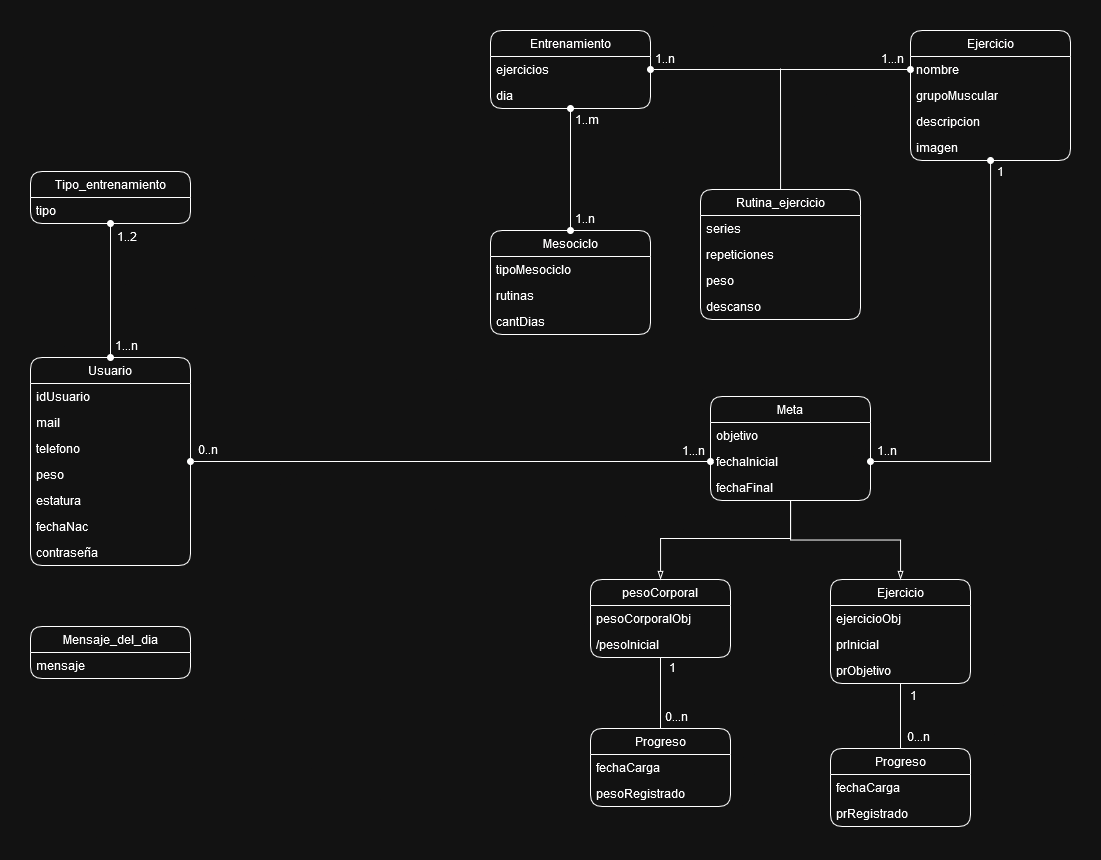 Entrenamiento
ejercicios
dia
1..n
1...n
Ejercicio
nombre
grupoMuscular
descripcion
imagen
1..m
1
Tipo_entrenamiento
tipo
1..2
Rutina_ejercicio
series
repeticiones
peso
descanso
1..n
Mesociclo
tipoMesociclo
rutinas
cantDias
1...n
Usuario
idUsuario
mail
telefono
peso
estatura
fechaNac
contraseña
0..n
1...n
Meta
objetivo
fechaInicial
fechaFinal
1..n
pesoCorporal
pesoCorporalObj
/pesoInicial
1
Ejercicio
ejercicioObj
prInicial
prObjetivo
1
Mensaje_del_dia
mensaje
0...n
Progreso
fechaCarga
pesoRegistrado
0...n
Progreso
fechaCarga
prRegistrado